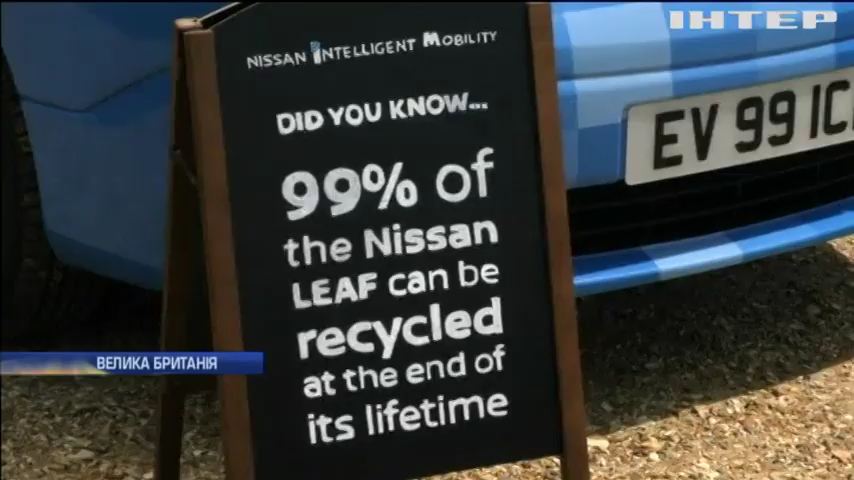 ІНТЕР
NISSAN INTELLIGENT MOBILITY
DID YOU KNOW...
99% of
the Nissan
LEAF can be
recycled
at the end of
its lifetime
EV 99 IC
ВЕЛИКА БРИТАНІЯ